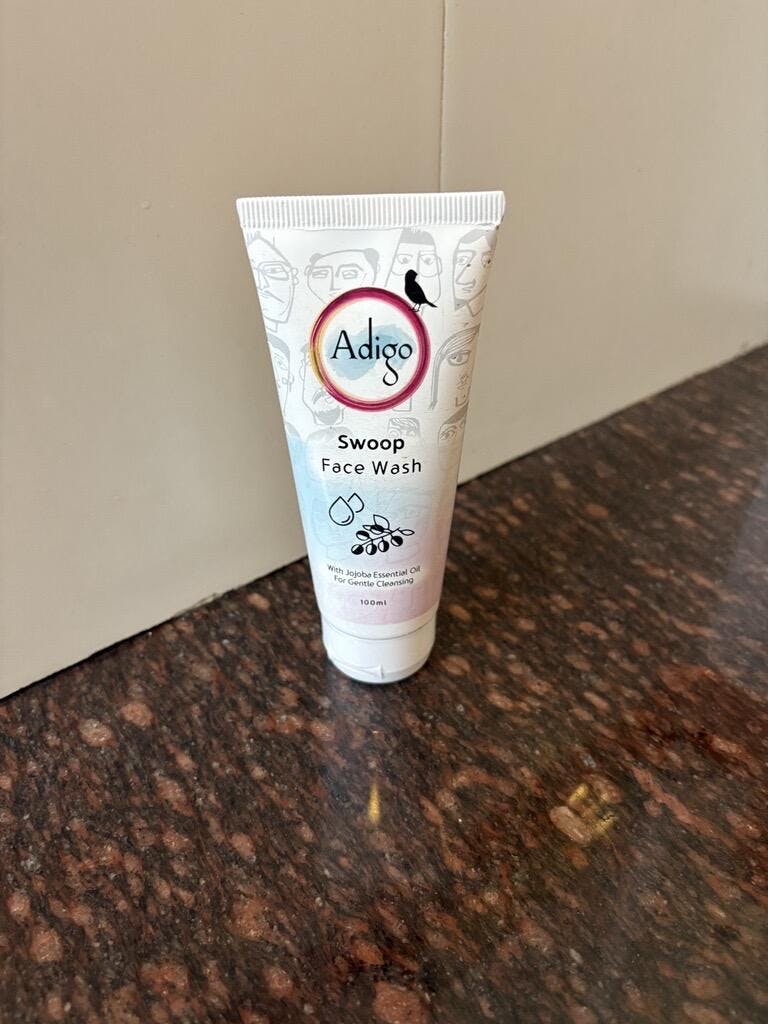 Adigo
Swoop
Face Wash
With Jojoba Essential Oil
For Gentle Cleansing
100ml